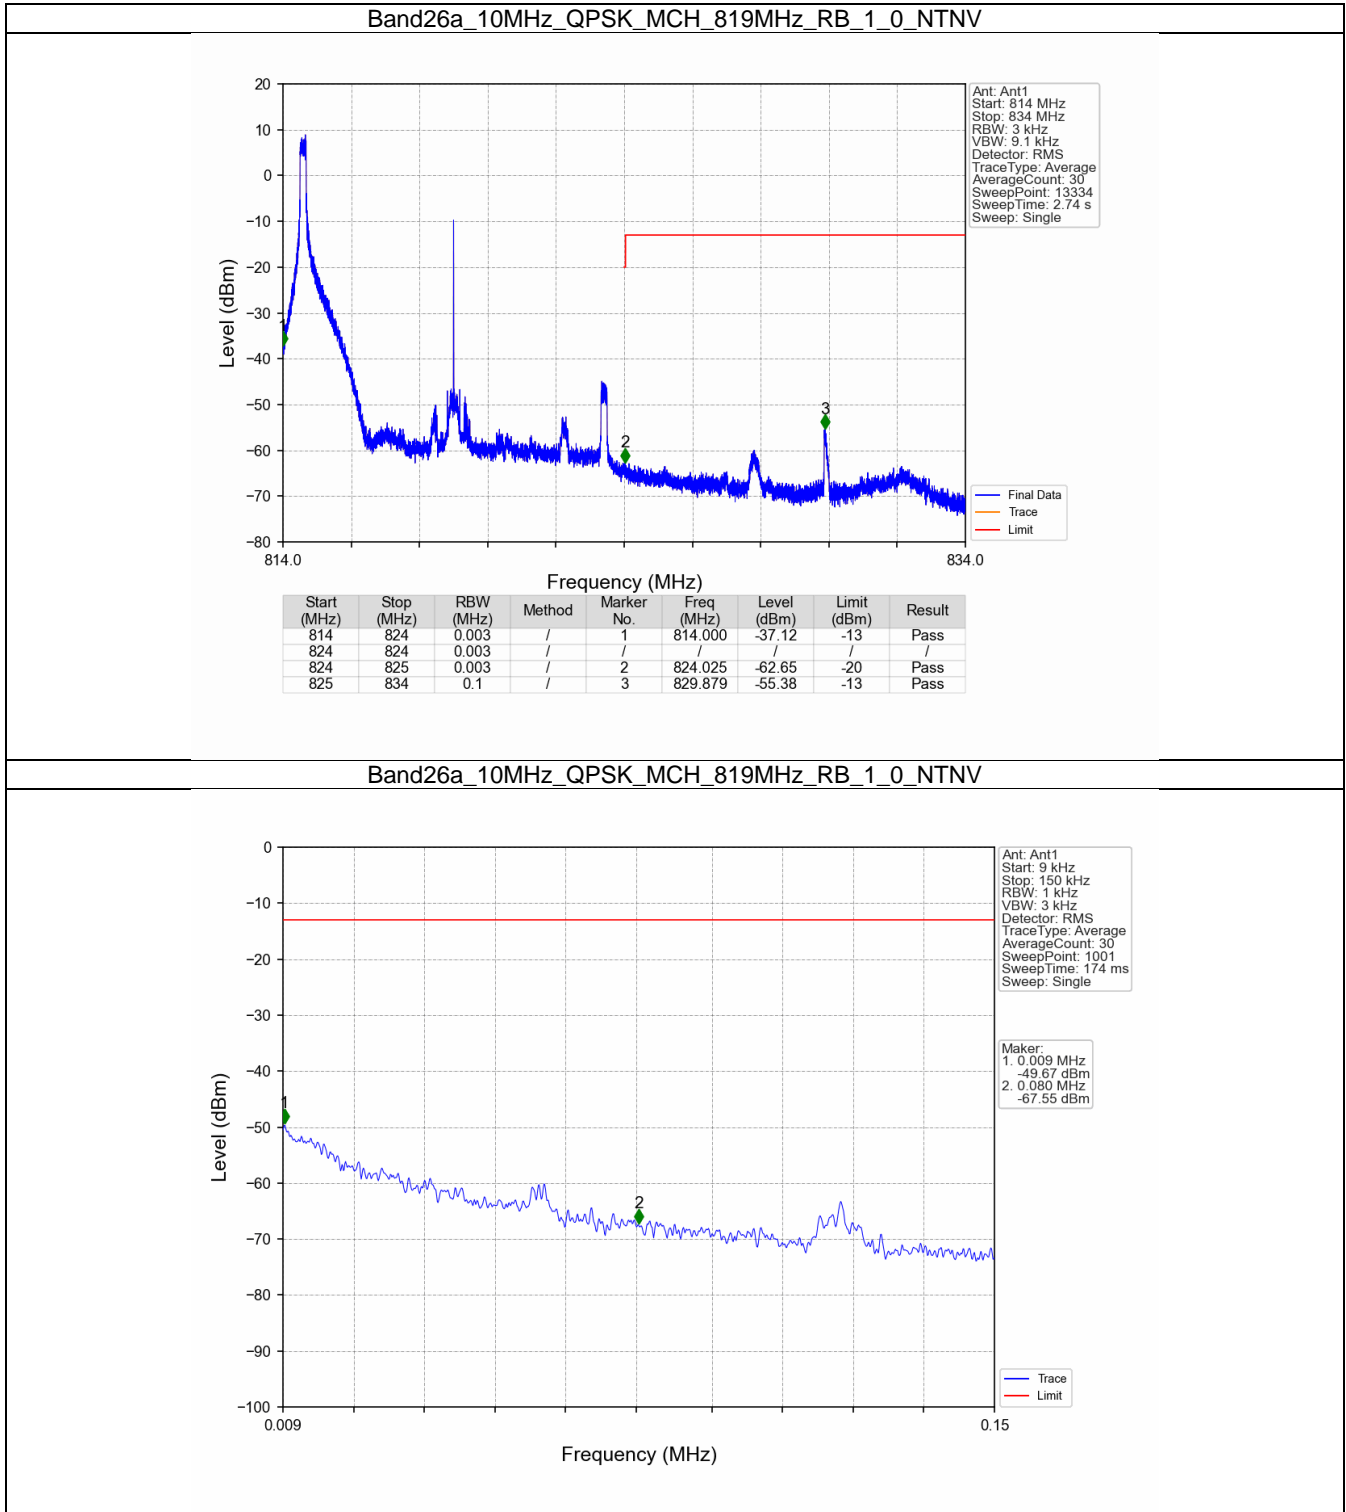 Band26a_10MHz_QPSK_MCH_819MHz_RB_1_0_NTNV
20
10
0
−10
−20
−30
−40
−50
−60
−70
−80
Level (dBm)
1
2
3
814.0
834.0
Frequency (MHz)
Ant: Ant1
Start: 814 MHz
Stop: 834 MHz
RBW: 3 kHz
VBW: 9.1 kHz
Detector: RMS
TraceType: Average
AverageCount: 30
SweepPoint: 13334
SweepTime: 2.74 s
Sweep: Single
Final Data
Trace
Limit
Start (MHz) Stop (MHz) RBW (MHz) Method Marker No. Freq (MHz) Level (dBm) Limit (dBm) Result
814 824 0.003 / 1 814.000 -37.12 -13 Pass
824 824 0.003 / / / / / /
824 825 0.003 / 2 824.025 -62.65 -20 Pass
825 834 0.1 / 3 829.879 -55.38 -13 Pass
Band26a_10MHz_QPSK_MCH_819MHz_RB_1_0_NTNV
0
−10
−20
−30
−40
−50
−60
−70
−80
−90
−100
Level (dBm)
1
2
0.009
0.15
Frequency (MHz)
Ant: Ant1
Start: 9 kHz
Stop: 150 kHz
RBW: 1 kHz
VBW: 3 kHz
Detector: RMS
TraceType: Average
AverageCount: 30
SweepPoint: 1001
SweepTime: 174 ms
Sweep: Single
Maker:
1. 0.009 MHz
-49.67 dBm
2. 0.080 MHz
-67.55 dBm
Trace
Limit